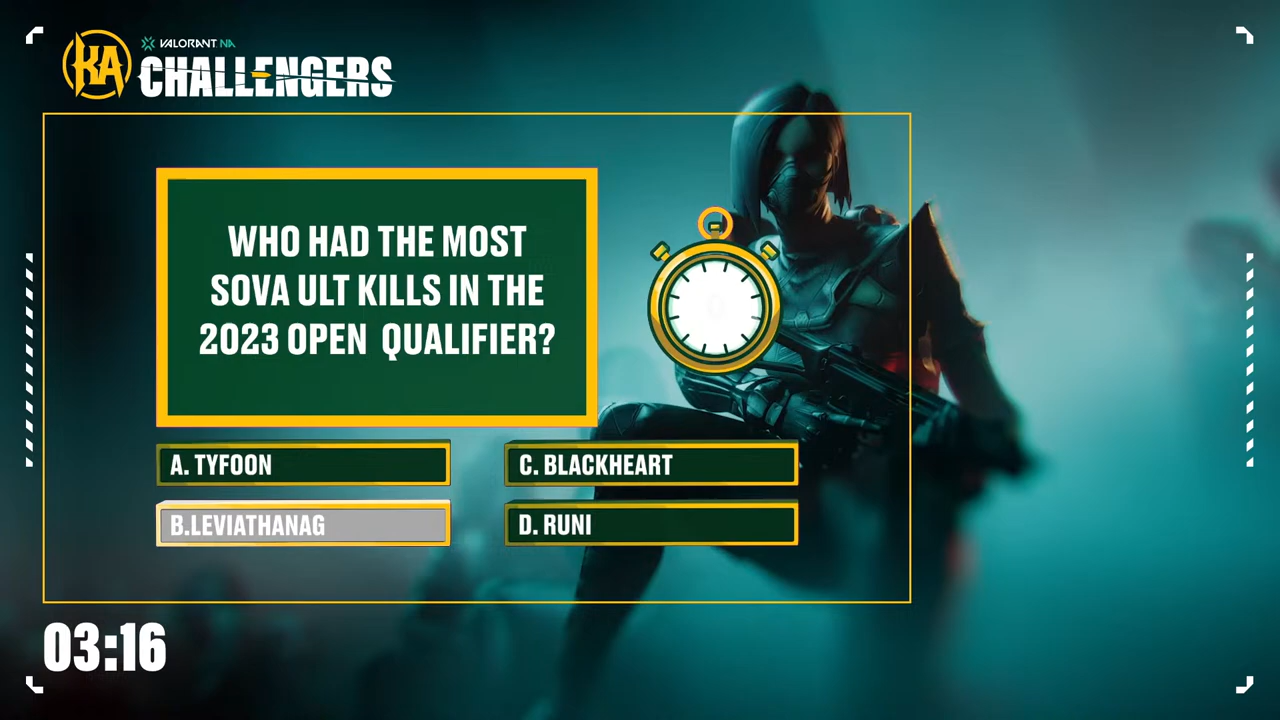 KA
VALORANT NA
CHALLENGERS
WHO HAD THE MOST
SOVA ULT KILLS IN THE
2023 OPEN QUALIFIER?
A. TYFOON
C. BLACKHEART
B.LEVIATHANAG
D. RUNI
03:16